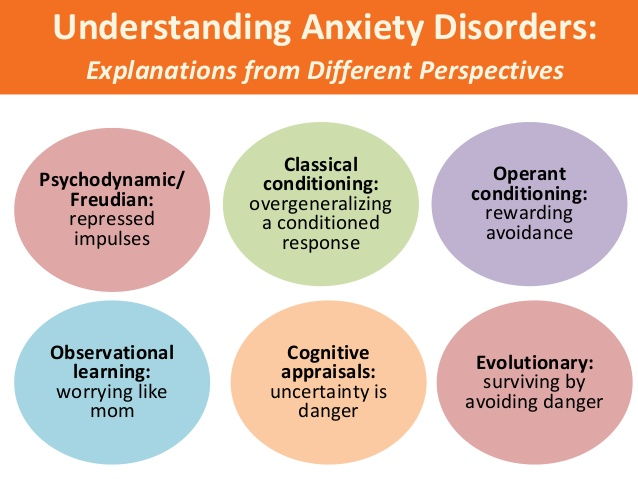 Understanding Anxiety Disorders:
Explanations from Different Perspectives
Psychodynamic/
Freudian:
repressed
impulses
Classical
conditioning:
overgeneralizing
a conditioned
response
Operant
conditioning:
rewarding
avoidance
Observational
learning:
worrying like
mom
Cognitive
appraisals:
uncertainty is
danger
Evolutionary:
surviving by
avoiding danger